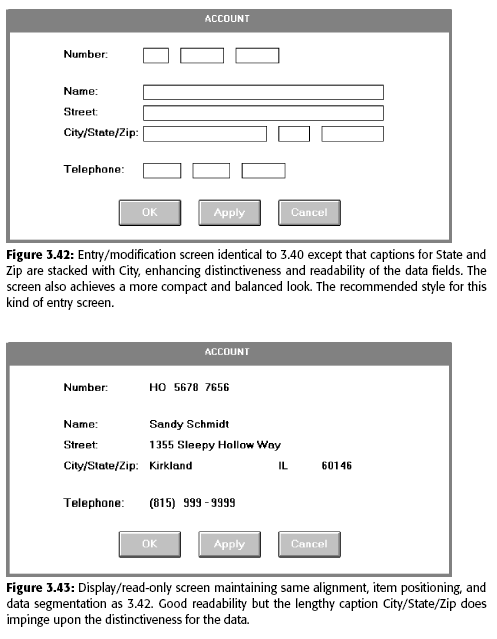 ACCOUNT
Number:
Name:
Street:
City/State/Zip:
Telephone:
OK Apply Cancel
Figure 3.42: Entry/modification screen identical to 3.40 except that captions for State and
Zip are stacked with City, enhancing distinctiveness and readability of the data fields. The
screen also achieves a more compact and balanced look. The recommended style for this
kind of entry screen.
ACCOUNT
Number: HO 5678 7656
Name: Sandy Schmidt
Street: 1355 Sleepy Hollow Way
City/State/Zip: Kirkland IL 60146
Telephone: (815) 999-9999
OK Apply Cancel
Figure 3.43: Display/read-only screen maintaining same alignment, item positioning, and
data segmentation as 3.42. Good readability but the lengthy caption City/State/Zip does
impinge upon the distinctiveness for the data.